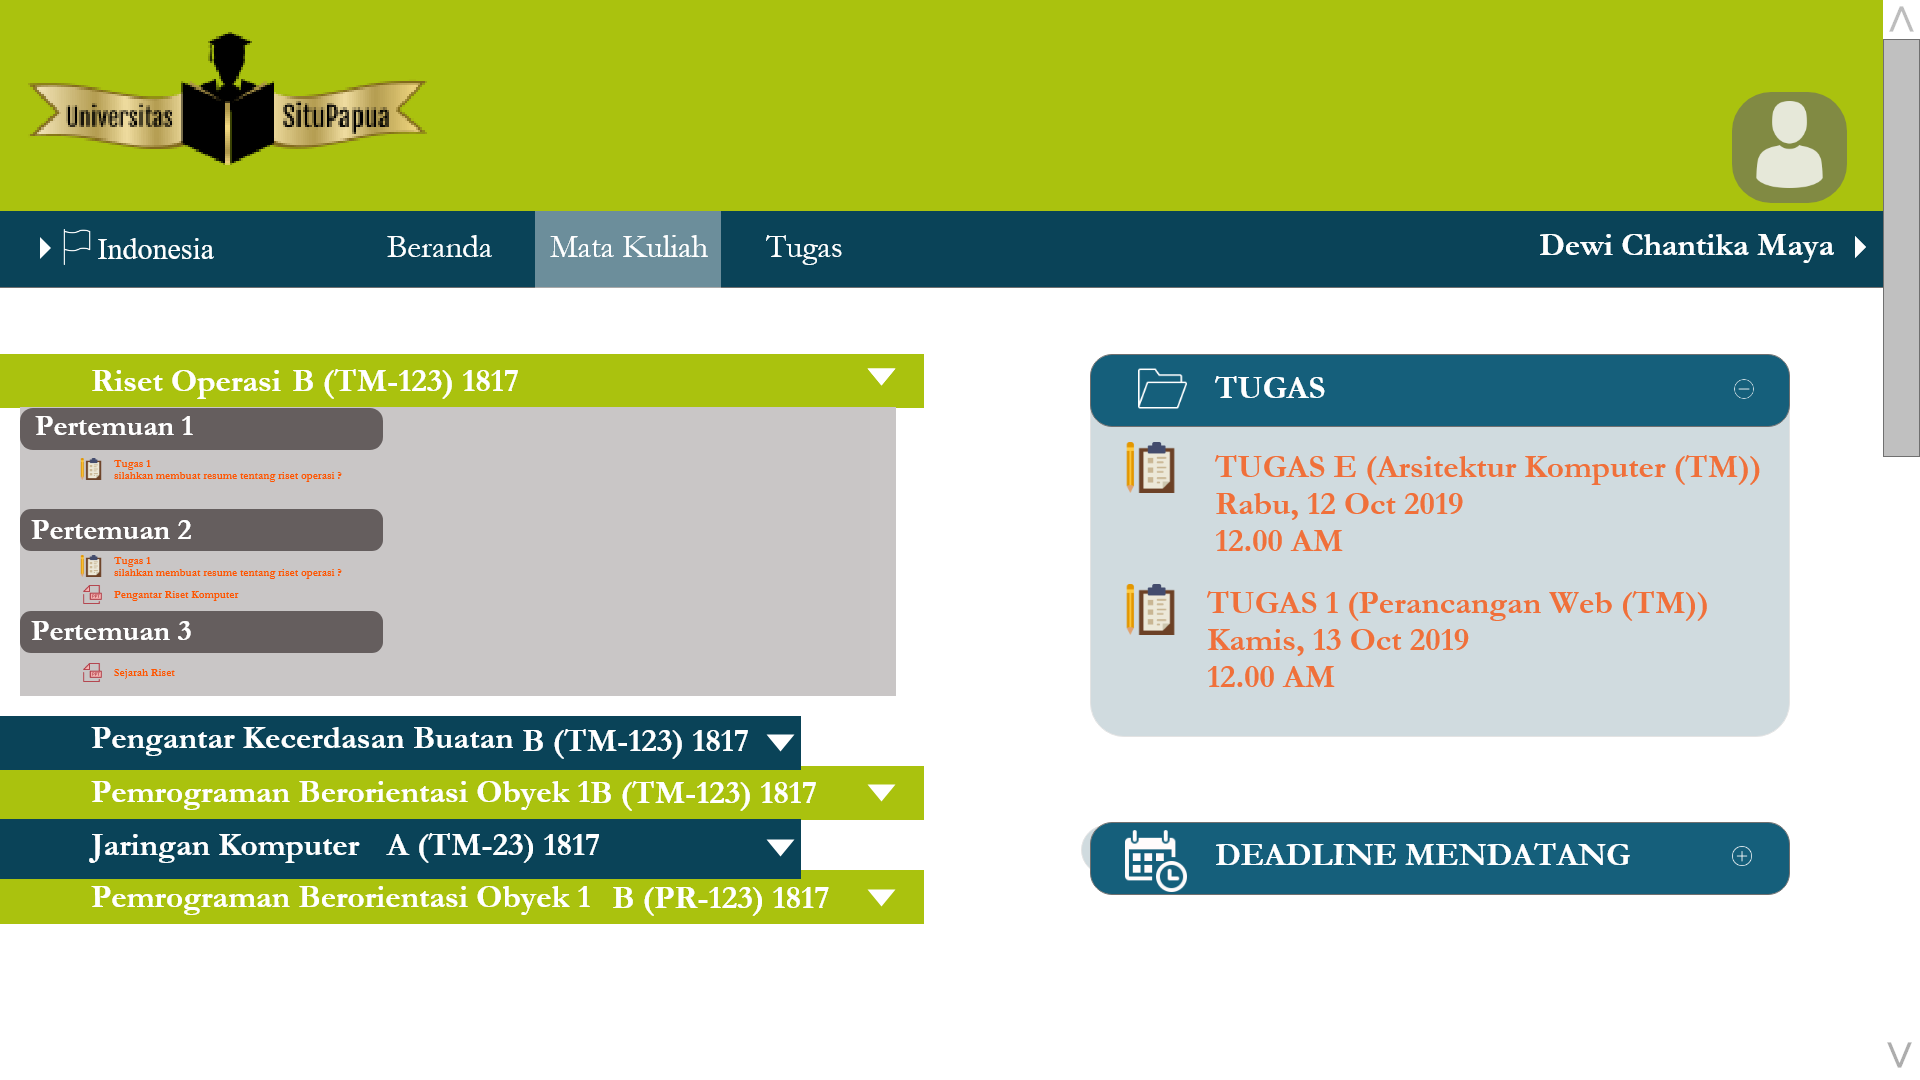 Universitas SituPapua
Indonesia
Beranda
Mata Kuliah
Tugas
Dewi Chantika Maya
Riset Operasi B (TM-123) 1817
Pertemuan 1
Tugas 1
silahkan membuat resume tentang riset operasi ?
Pertemuan 2
Tugas 1
silahkan membuat resume tentang riset operasi ?
Pengantar Riset Komputer
Pertemuan 3
Sejarah Riset
Pengantar Kecerdasan Buatan B (TM-123) 1817
Pemrograman Berorientasi Obyek 1B (TM-123) 1817
Jaringan Komputer A (TM-23) 1817
Pemrograman Berorientasi Obyek 1 B (PR-123) 1817
TUGAS
TUGAS E (Arsitektur Komputer (TM))
Rabu, 12 Oct 2019
12.00 AM
TUGAS 1 (Perancangan Web (TM))
Kamis, 13 Oct 2019
12.00 AM
DEADLINE MENDATANG